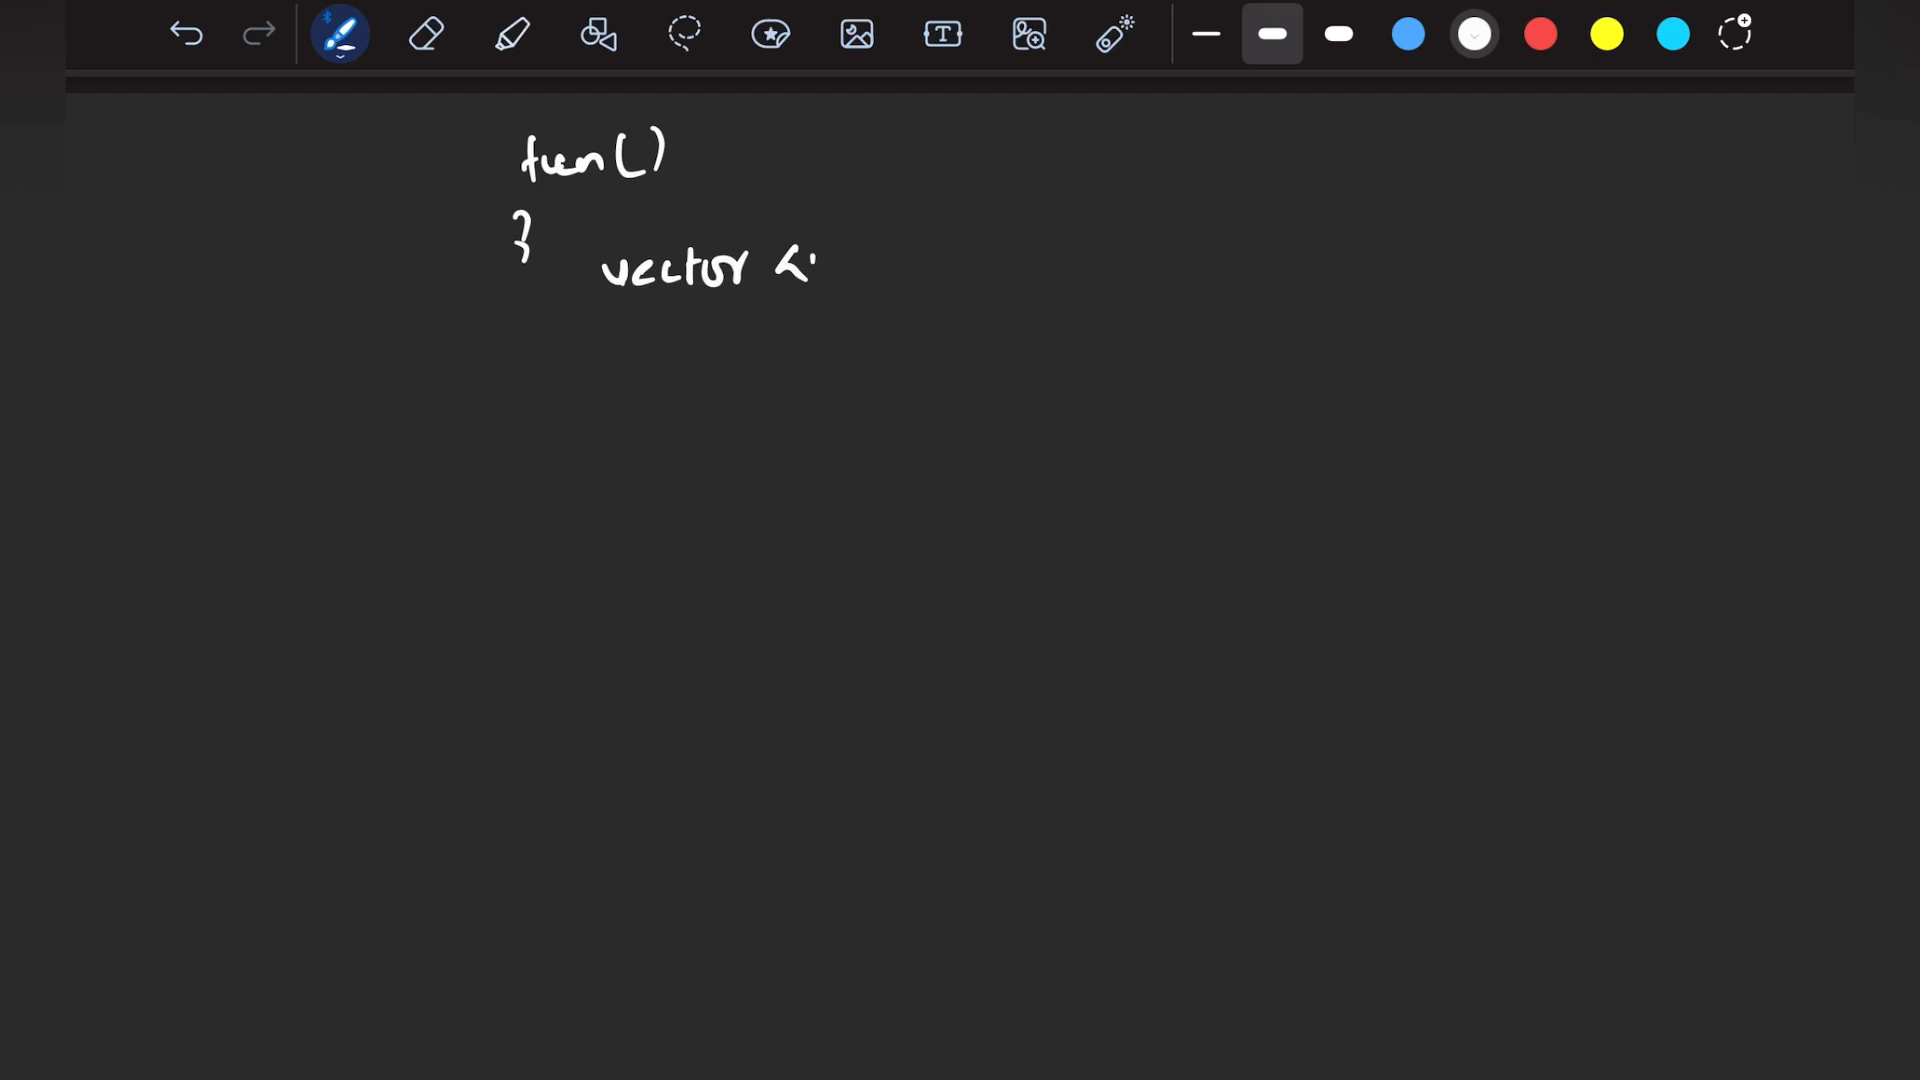 fun()
}
vector <